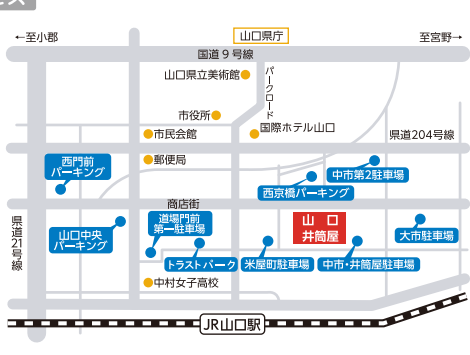 ←至小郡
山口県庁
至宮野→
国道9号線
山口県立美術館
パークロード
市役所
国際ホテル山口
市民会館
県道204号線
郵便局
西門前
パーキング
中市第2駐車場
西京橋パーキング
商店街
県道21号線
山口中央
パーキング
道場門前
第一駐車場
山口
井筒屋
大市駐車場
トラストパーク
米屋町駐車場
中市・井筒屋駐車場
中村女子高校
JR山口駅